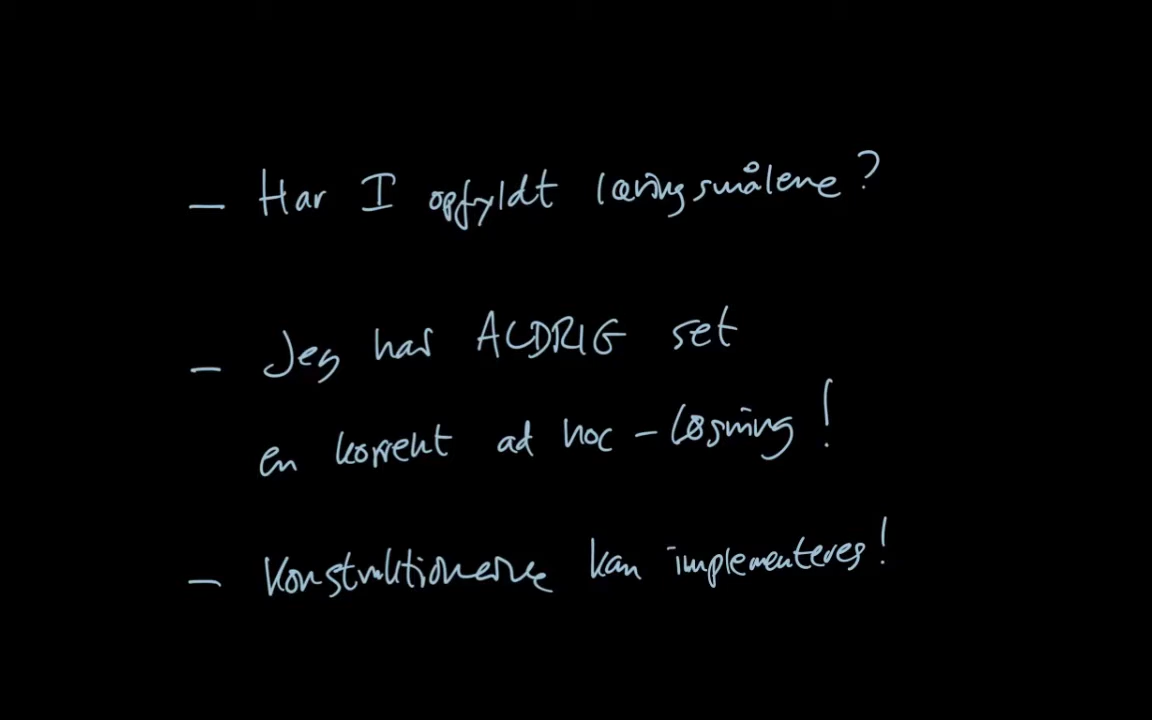 – Har I opfyldt læringsmålene?
– Jeg har ALDRIG set
en korrekt ad hoc-løsning!
– Konstruktionerne kan implementeres!